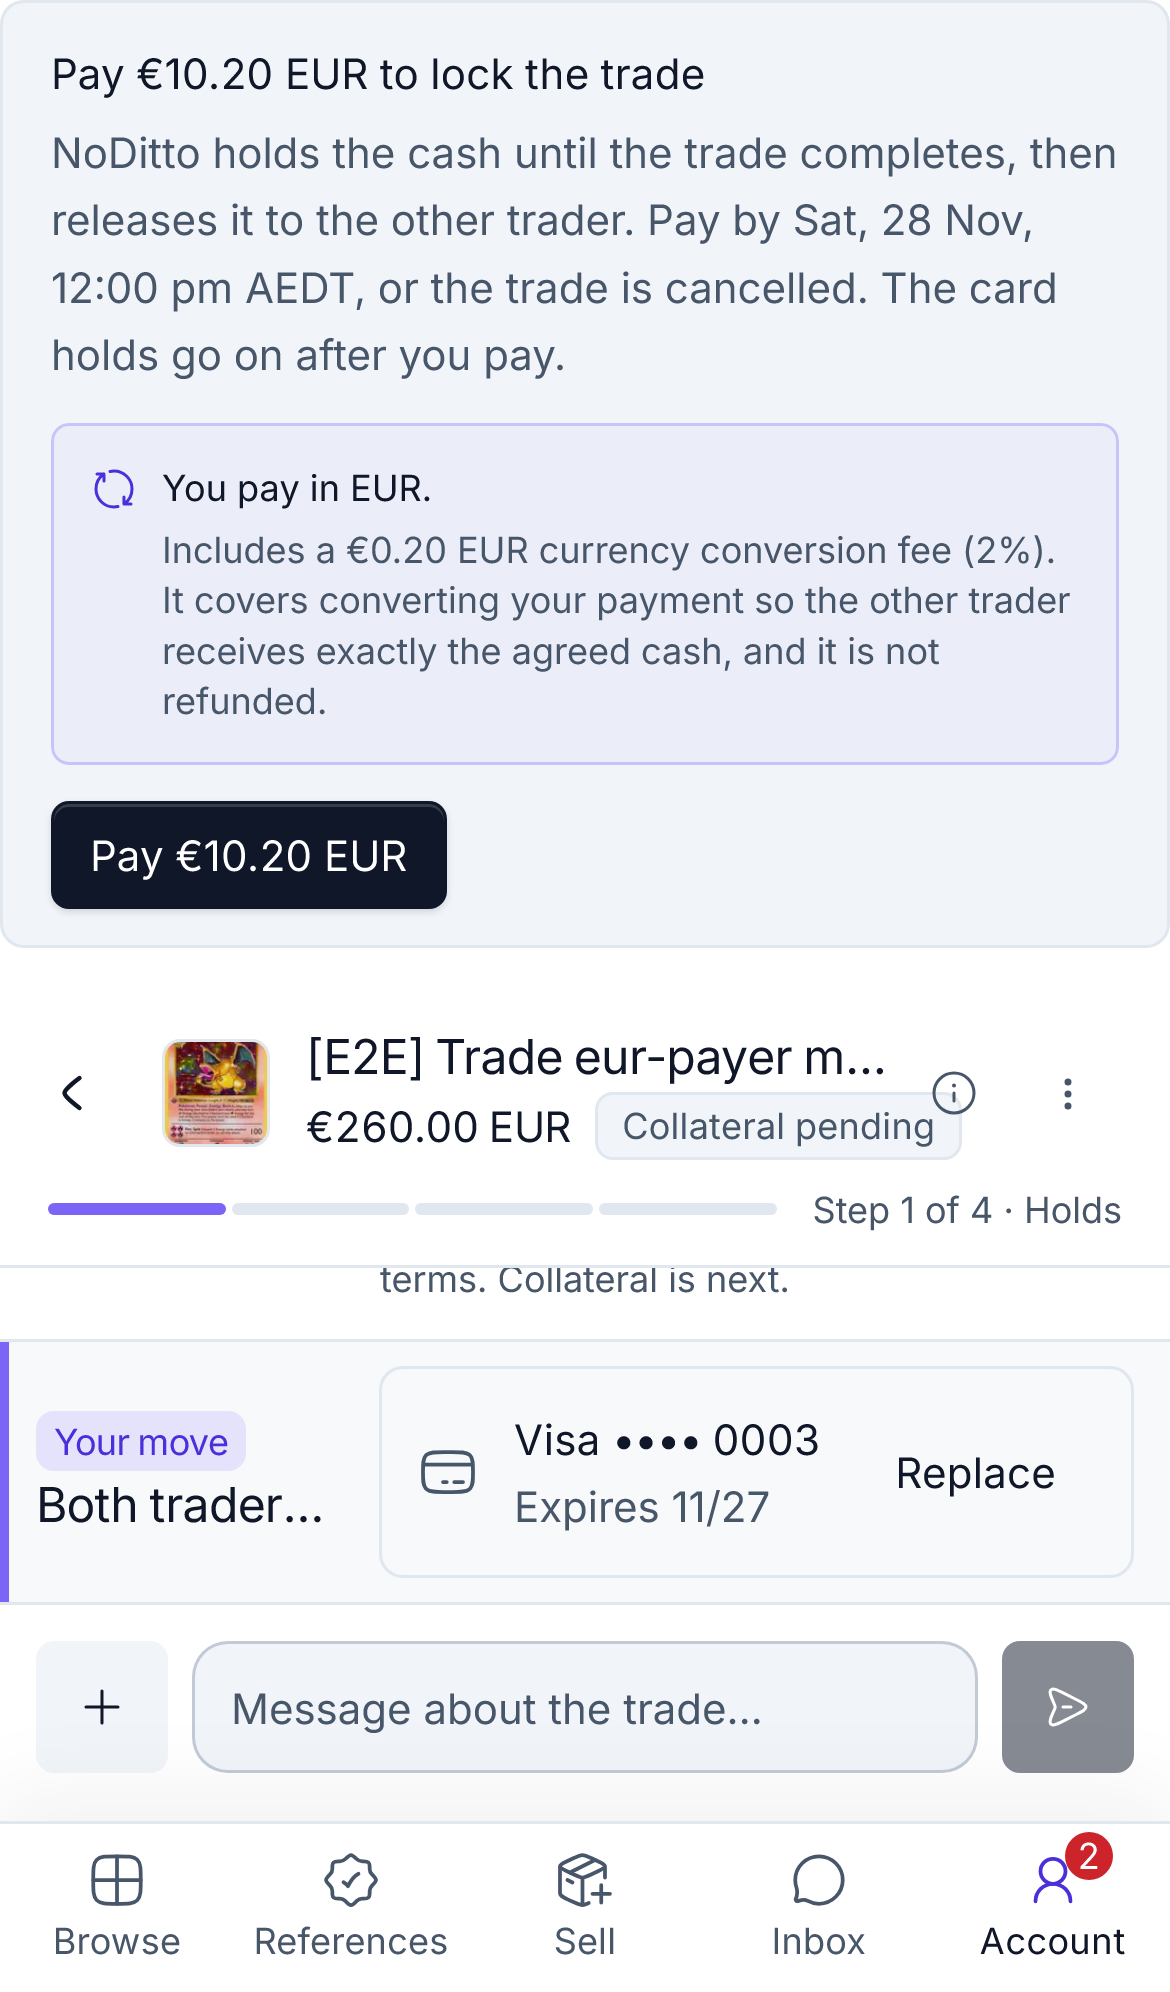 Pay €10.20 EUR to lock the trade
NoDitto holds the cash until the trade completes, then
releases it to the other trader. Pay by Sat, 28 Nov,
12:00 pm AEDT, or the trade is cancelled. The card
holds go on after you pay.
You pay in EUR.
Includes a €0.20 EUR currency conversion fee (2%).
It covers converting your payment so the other trader
receives exactly the agreed cash, and it is not
refunded.
Pay €10.20 EUR
[E2E] Trade eur-payer m...
€260.00 EUR
Collateral pending
Step 1 of 4 · Holds
terms. Collateral is next.
Your move
Both trader...
Visa •••• 0003
Expires 11/27
Replace
Message about the trade...
Browse
References
Sell
Inbox
2
Account